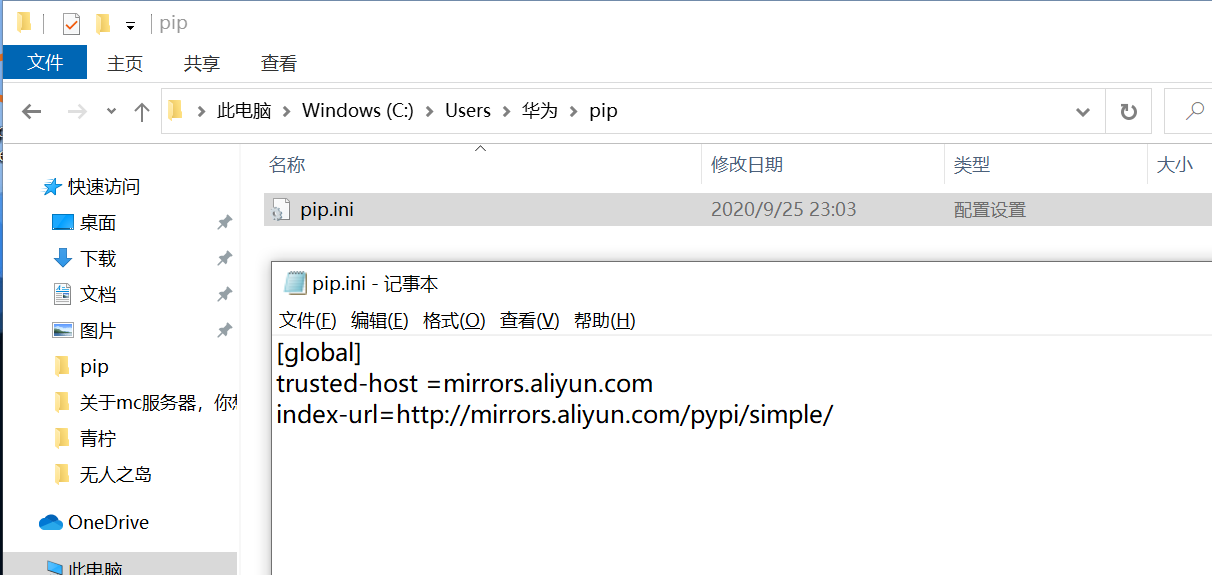 pip
文件 主页 共享 查看
此电脑 Windows (C:) Users 华为 pip
名称 修改日期 类型 大小
快速访问
pip.ini 2020/9/25 23:03 配置设置
桌面
下载
文档
图片
pip
关于mc服务器，你想
青柠
无人之岛
OneDrive
此电脑
pip.ini - 记事本
文件(F) 编辑(E) 格式(O) 查看(V) 帮助(H)
[global]
trusted-host =mirrors.aliyun.com
index-url=http://mirrors.aliyun.com/pypi/simple/